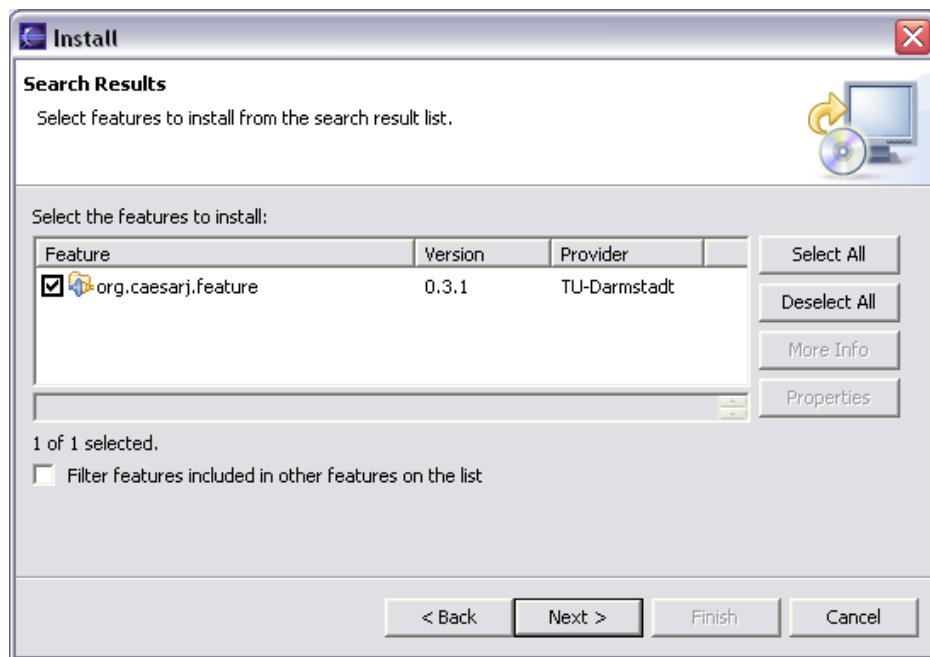 Install
Search Results
Select features to install from the search result list.
Select the features to install:
Feature Version Provider
org.caesarj.feature 0.3.1 TU-Darmstadt
Select All
Deselect All
More Info
Properties
1 of 1 selected.
Filter features included in other features on the list
< Back Next > Finish Cancel